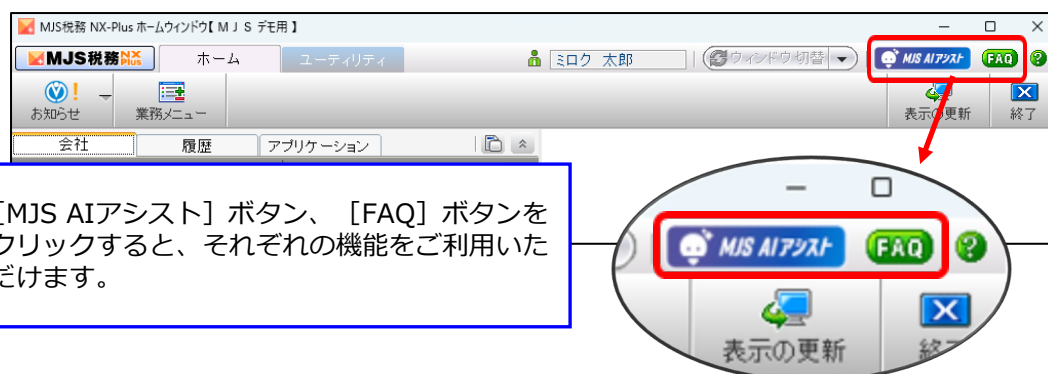 MJS税務 NX-Plus ホームウィンドウ【ＭＪＳ デモ用】
MJS税務NX Plus ホーム ユーティリティ ミロク 太郎 ウィンドウ切替 MJS AIアシスト FAQ ?
お知らせ 業務メニュー 表示の更新 終了
会社 履歴 アプリケーション
［MJS AIアシスト］ボタン、［FAQ］ボタンを
クリックすると、それぞれの機能をご利用いた
だけます。
MJS AIアシスト FAQ ?
表示の更新 終